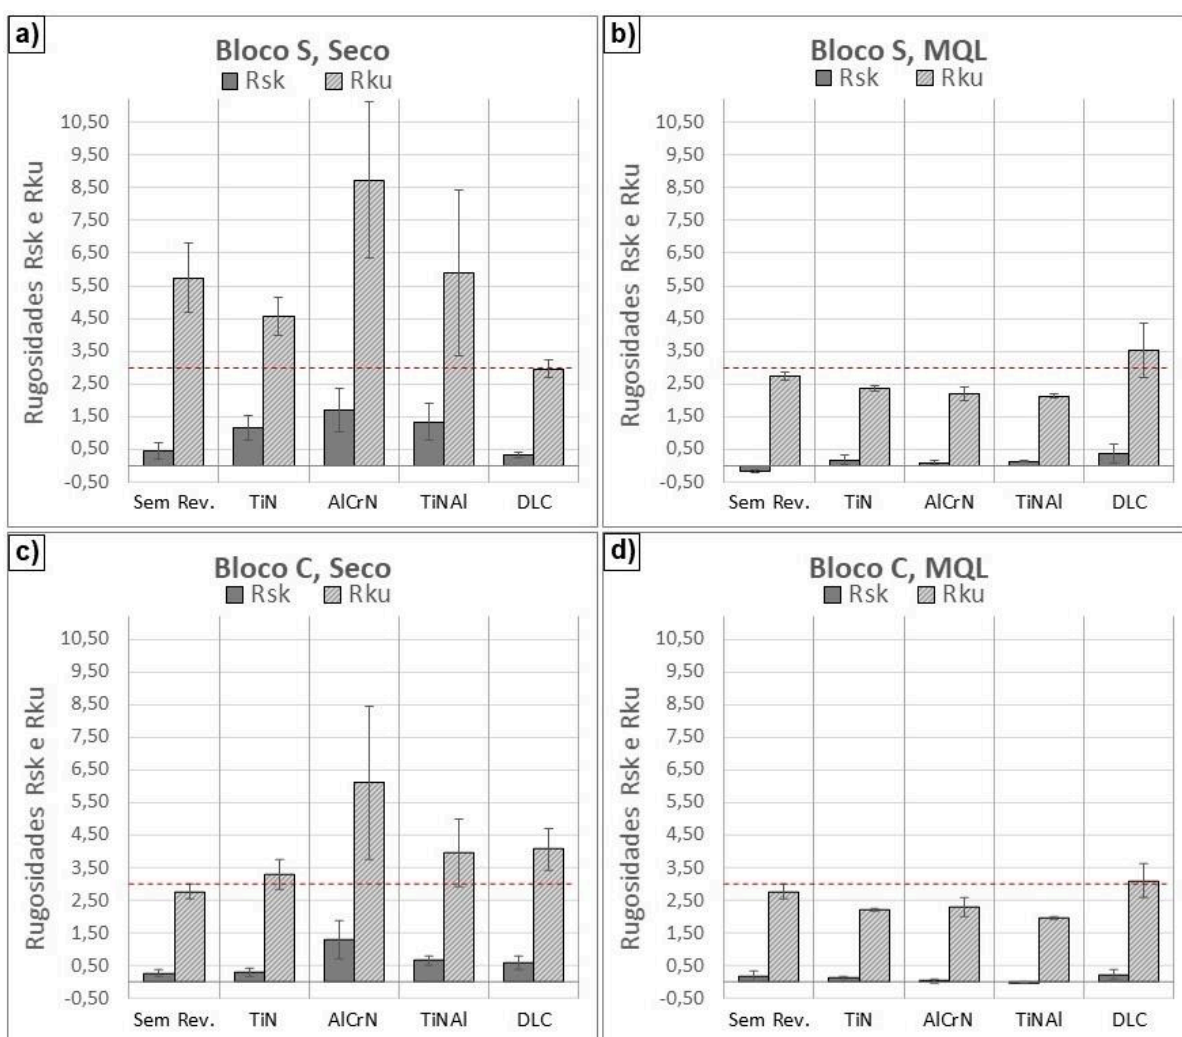 a)
Bloco S, Seco
Rsk Rku
Rugosidades Rsk e Rku
10,50
9,50
8,50
7,50
6,50
5,50
4,50
3,50
2,50
1,50
0,50
-0,50
Sem Rev. TiN AlCrN TiNAl DLC
b)
Bloco S, MQL
Rsk Rku
Rugosidades Rsk e Rku
10,50
9,50
8,50
7,50
6,50
5,50
4,50
3,50
2,50
1,50
0,50
-0,50
Sem Rev. TiN AlCrN TiNAl DLC
c)
Bloco C, Seco
Rsk Rku
Rugosidades Rsk e Rku
10,50
9,50
8,50
7,50
6,50
5,50
4,50
3,50
2,50
1,50
0,50
-0,50
Sem Rev. TiN AlCrN TiNAl DLC
d)
Bloco C, MQL
Rsk Rku
Rugosidades Rsk e Rku
10,50
9,50
8,50
7,50
6,50
5,50
4,50
3,50
2,50
1,50
0,50
-0,50
Sem Rev. TiN AlCrN TiNAl DLC